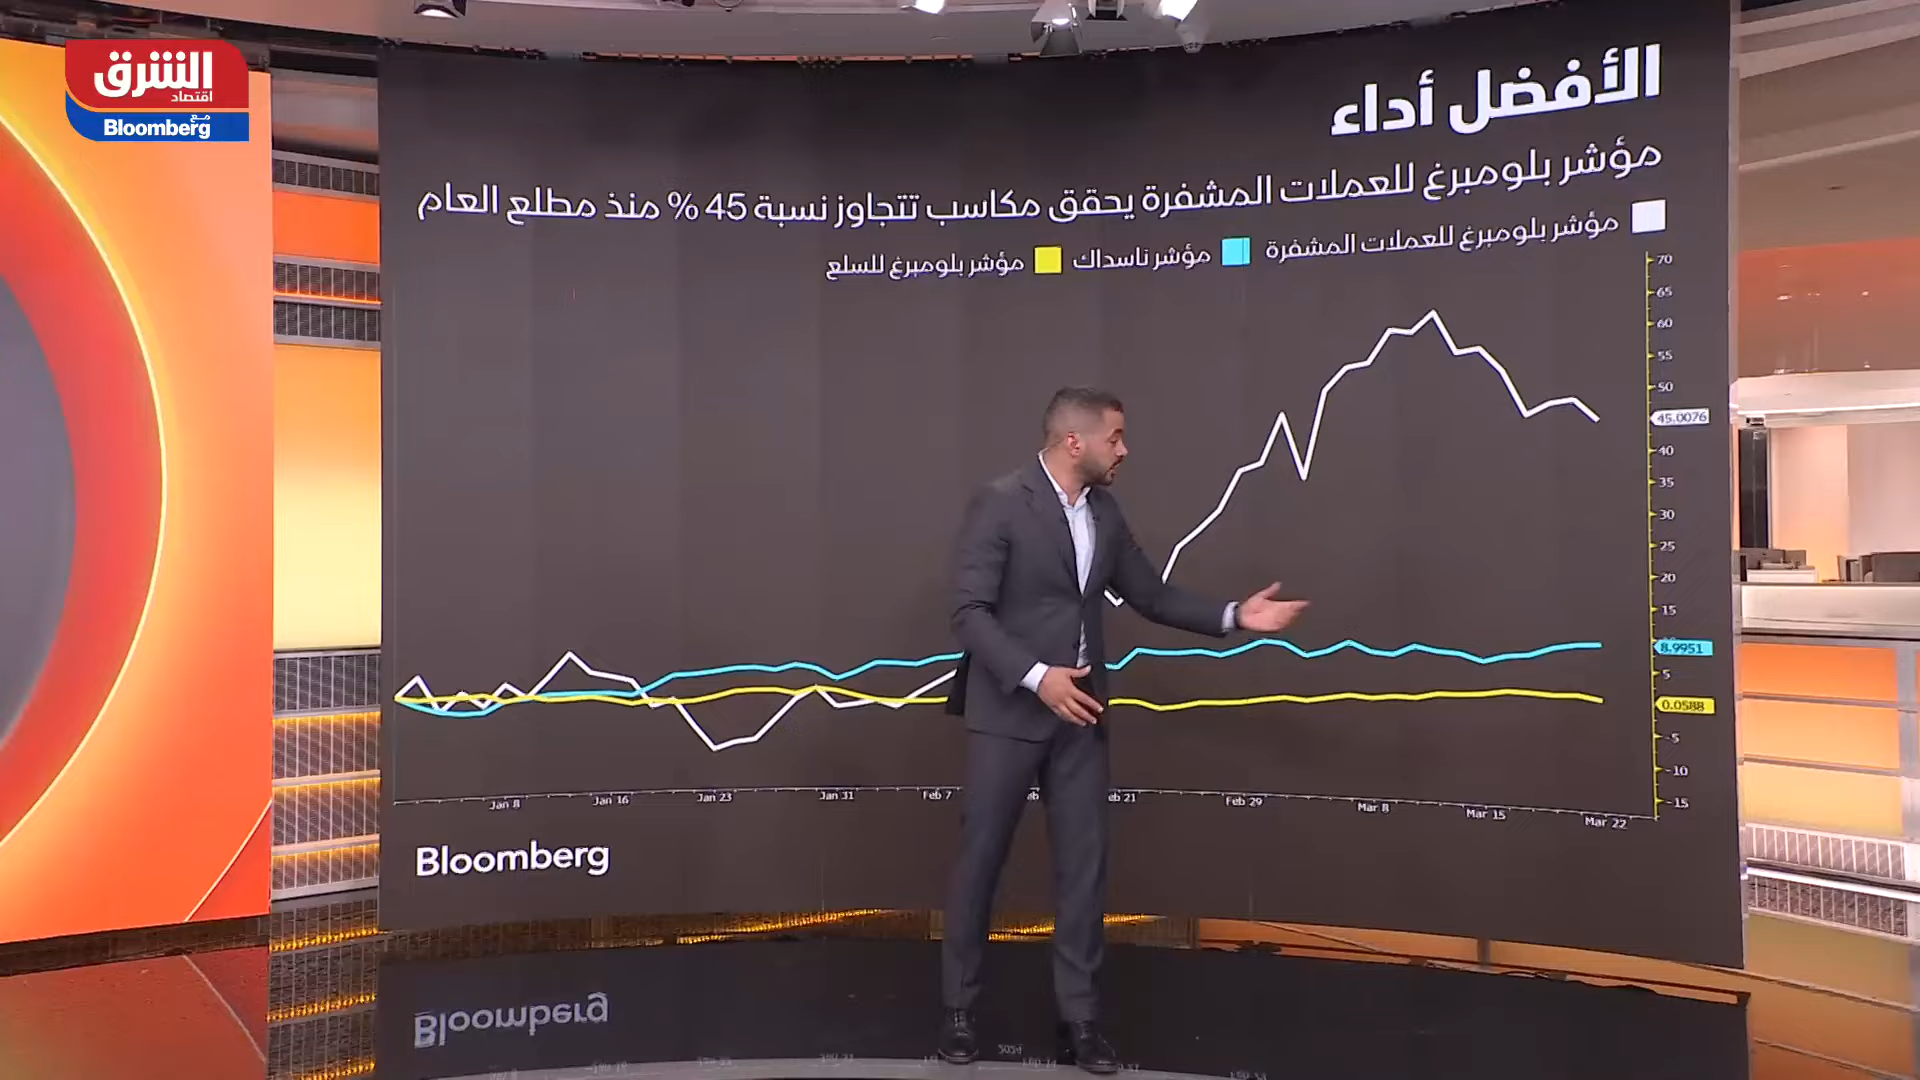 الشرق
اقتصاد
مع
Bloomberg
الأفضل أداء
مؤشر بلومبرغ للعملات المشفرة يحقق مكاسب تتجاوز نسبة 45 % منذ مطلع العام
مؤشر بلومبرغ للعملات المشفرة
مؤشر ناسداك
مؤشر بلومبرغ للسلع
70
65
60
55
50
45.0076
40
35
30
25
20
15
8.9951
5
0.0588
-5
-10
-15
Jan 8
Jan 16
Jan 23
Jan 31
Feb 7
eb 21
Feb 29
Mar 8
Mar 15
Mar 22
Bloomberg